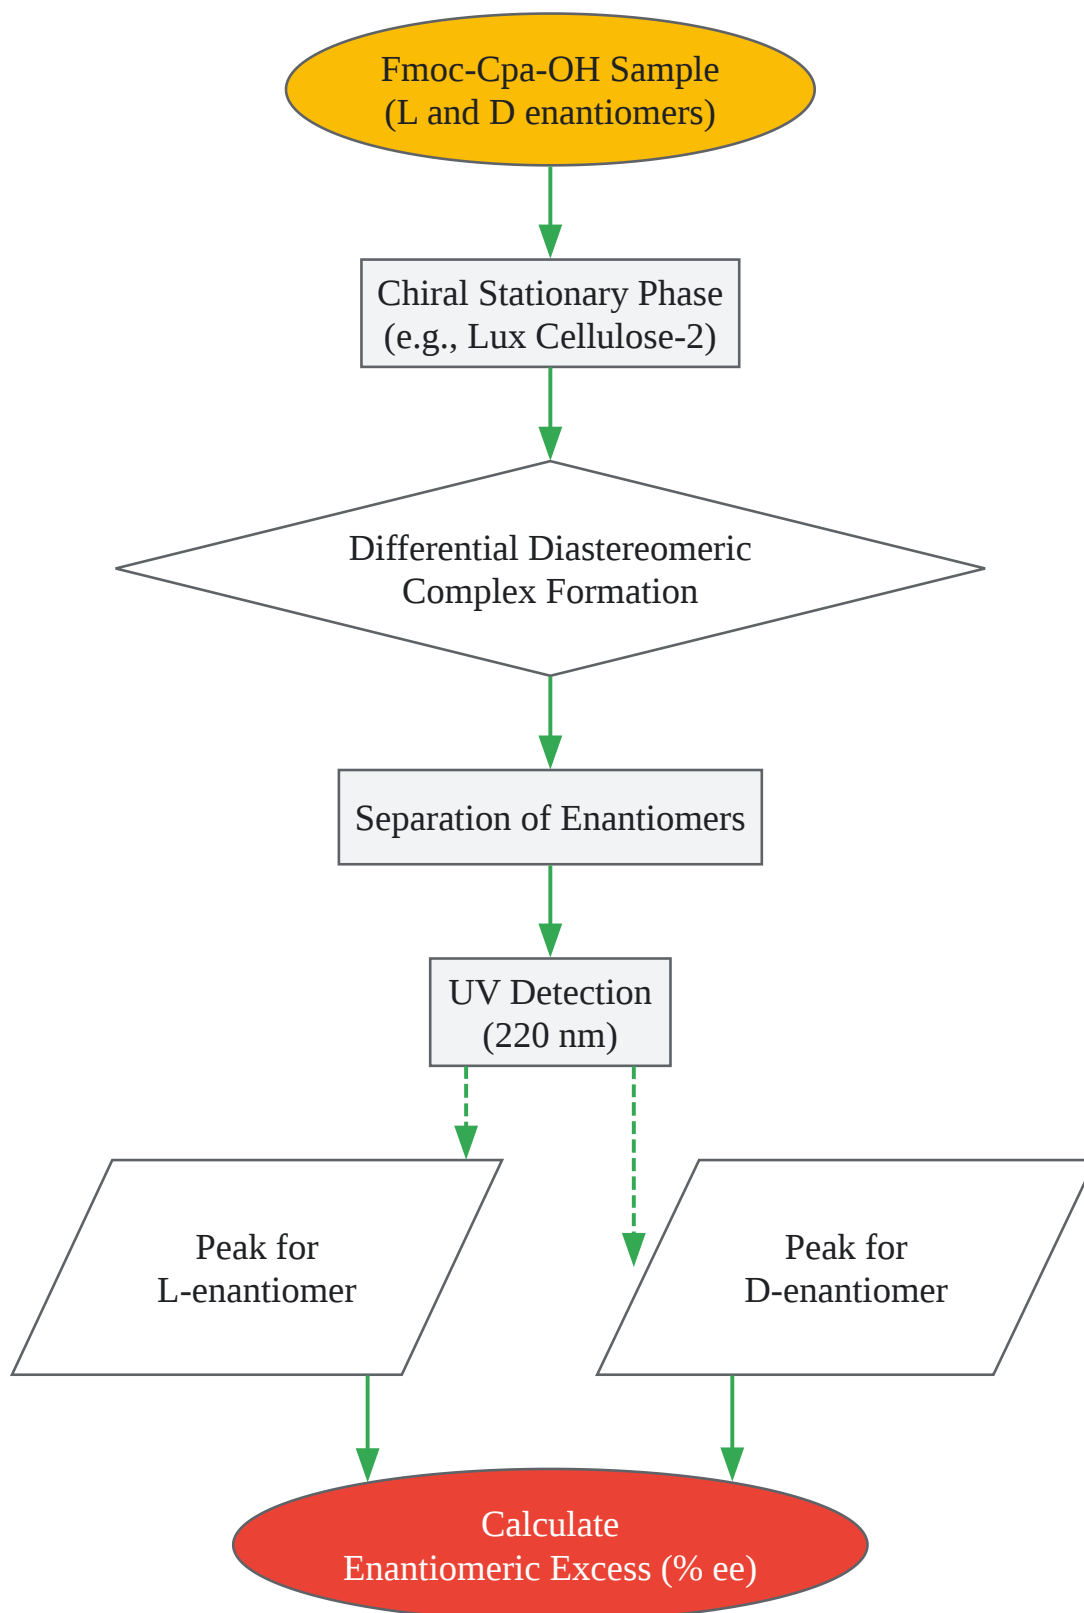 Fmoc-Cpa-OH Sample
(L and D enantiomers)
Chiral Stationary Phase
(e.g., Lux Cellulose-2)
Differential Diastereomeric
Complex Formation
Separation of Enantiomers
UV Detection
(220 nm)
Peak for
L-enantiomer
Peak for
D-enantiomer
Calculate
Enantiomeric Excess (% ee)